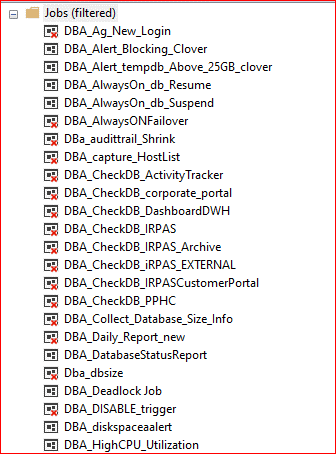 Jobs (filtered)
DBA_Ag_New_Login
DBA_Alert_Blocking_Clover
DBA_Alert_tempdb_Above_25GB_clover
DBA_AlwaysOn_db_Resume
DBA_AlwaysOn_db_Suspend
DBA_AlwaysONFailover
DBa_audittrail_Shrink
DBA_capture_HostList
DBA_CheckDB_ActivityTracker
DBA_CheckDB_corporate_portal
DBA_CheckDB_DashboardDWH
DBA_CheckDB_IRPAS
DBA_CheckDB_IRPAS_Archive
DBA_CheckDB_iRPAS_EXTERNAL
DBA_CheckDB_IRPASCustomerPortal
DBA_CheckDB_PPHC
DBA_Collect_Database_Size_Info
DBA_Daily_Report_new
DBA_DatabaseStatusReport
Dba_dbsize
DBA_Deadlock Job
DBA_DISABLE_trigger
DBA_diskspaceaalert
DBA_HighCPU_Utilization